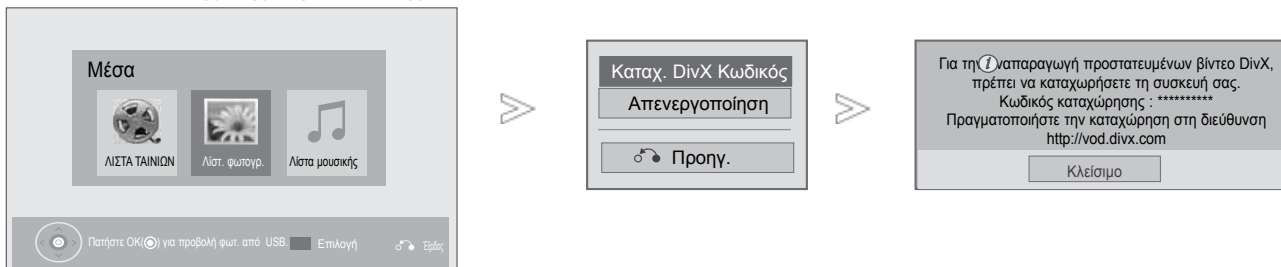 Μέσα
ΛΙΣΤΑ ΤΑΙΝΙΩΝ
Λίστ. φωτογρ.
Λίστα μουσικής
Πατήστε OK(◉) για προβολή φωτ. από USB.
Επιλογή
Έξοδος
Καταχ. DivX Κωδικός
Απενεργοποίηση
Προηγ.
Για την αναπαραγωγή προστατευμένων βίντεο DivX,
πρέπει να καταχωρήσετε τη συσκευή σας.
Κωδικός καταχώρησης : **********
Πραγματοποιήστε την καταχώρηση στη διεύθυνση
http://vod.divx.com
Κλείσιμο